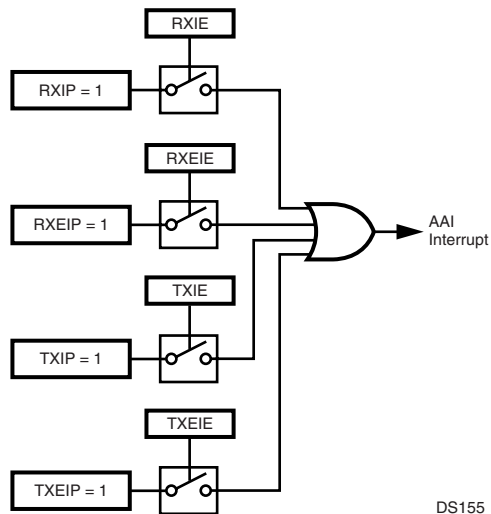 RXIE
RXIP = 1
RXEIE
RXEIP = 1
AAI
Interrupt
TXIE
TXIP = 1
TXEIE
TXEIP = 1
DS155